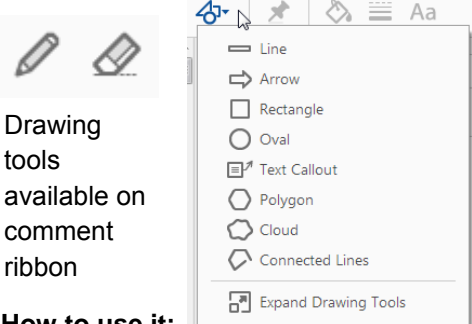 Aa
Line
Arrow
Rectangle
Oval
Text Callout
Polygon
Cloud
Connected Lines
Expand Drawing Tools
Drawing
tools
available on
comment
ribbon
How to use it: